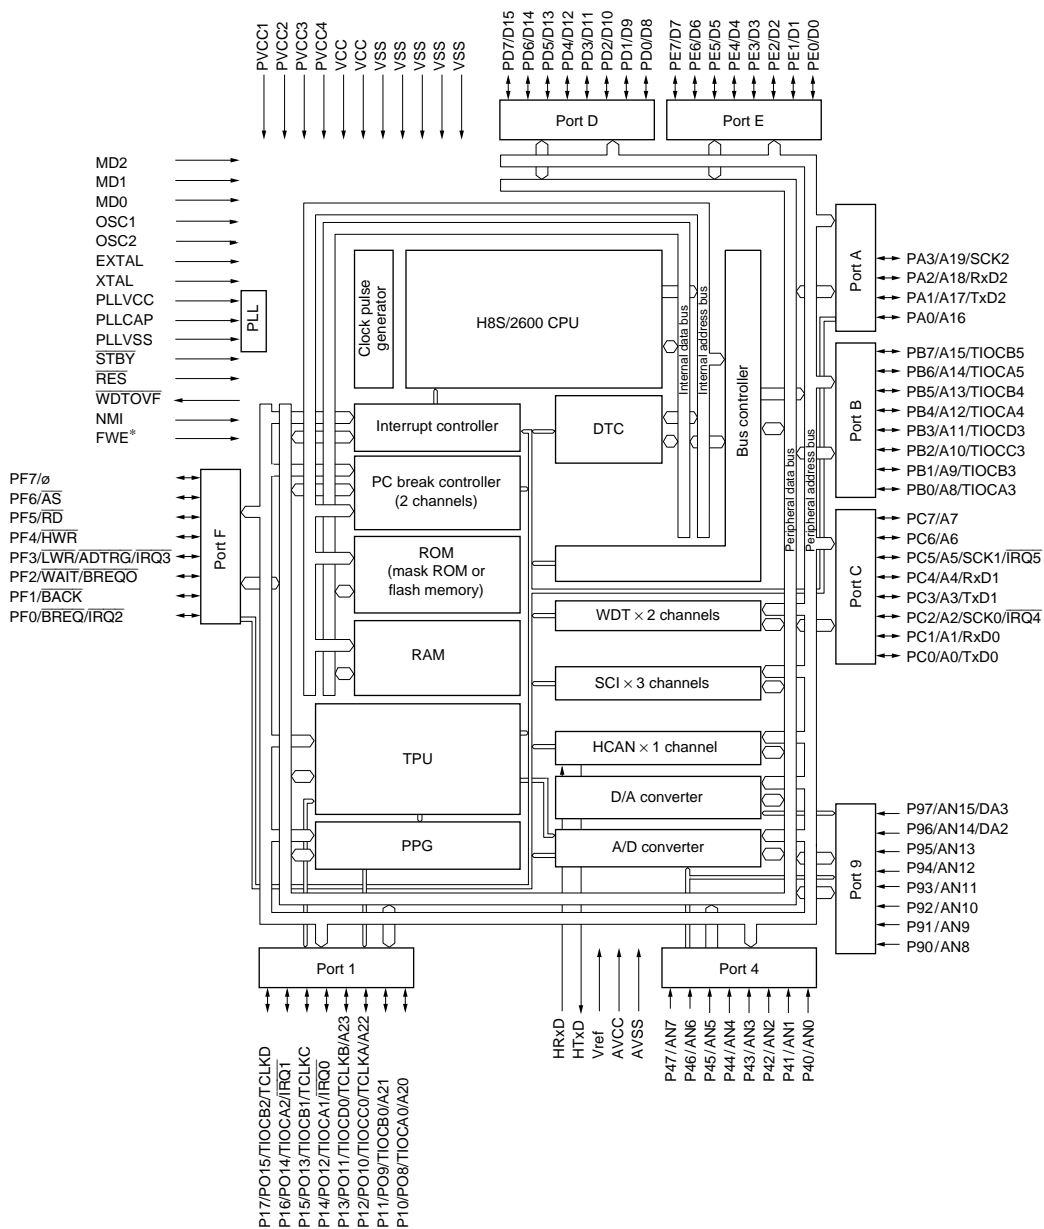 PVCC1
PVCC2
PVCC3
PVCC4
VCC
VCC
VSS
VSS
VSS
VSS
VSS
PD7/D15
PD6/D14
PD5/D13
PD4/D12
PD3/D11
PD2/D10
PD1/D9
PD0/D8
PE7/D7
PE6/D6
PE5/D5
PE4/D4
PE3/D3
PE2/D2
PE1/D1
PE0/D0
Port D
Port E
MD2
MD1
MD0
OSC1
OSC2
EXTAL
XTAL
PLLVCC
PLLCAP
PLLVSS
STBY
RES
WDTOVF
NMI
FWE*
PLL
Clock pulse
generator
H8S/2600 CPU
Internal data bus
Internal address bus
Bus controller
Peripheral data bus
Peripheral address bus
Port A
PA3/A19/SCK2
PA2/A18/RxD2
PA1/A17/TxD2
PA0/A16
Port B
PB7/A15/TIOCB5
PB6/A14/TIOCA5
PB5/A13/TIOCB4
PB4/A12/TIOCA4
PB3/A11/TIOCD3
PB2/A10/TIOCC3
PB1/A9/TIOCB3
PB0/A8/TIOCA3
Interrupt controller
DTC
PC break controller
(2 channels)
ROM
(mask ROM or
flash memory)
RAM
TPU
PPG
WDT × 2 channels
SCI × 3 channels
HCAN × 1 channel
D/A converter
A/D converter
PF7/ø
PF6/AS
PF5/RD
PF4/HWR
PF3/LWR/ADTRG/IRQ3
PF2/WAIT/BREQO
PF1/BACK
PF0/BREQ/IRQ2
Port F
Port C
PC7/A7
PC6/A6
PC5/A5/SCK1/IRQ5
PC4/A4/RxD1
PC3/A3/TxD1
PC2/A2/SCK0/IRQ4
PC1/A1/RxD0
PC0/A0/TxD0
Port 9
P97/AN15/DA3
P96/AN14/DA2
P95/AN13
P94/AN12
P93/AN11
P92/AN10
P91/AN9
P90/AN8
Port 1
Port 4
P17/PO15/TIOCB2/TCLKD
P16/PO14/TIOCA2/IRQ1
P15/PO13/TIOCB1/TCLKC
P14/PO12/TIOCA1/IRQ0
P13/PO11/TIOCD0/TCLKB/A23
P12/PO10/TIOCC0/TCLKA/A22
P11/PO9/TIOCB0/A21
P10/PO8/TIOCA0/A20
HRxD
HTxD
Vref
AVCC
AVSS
P47/AN7
P46/AN6
P45/AN5
P44/AN4
P43/AN3
P42/AN2
P41/AN1
P40/AN0